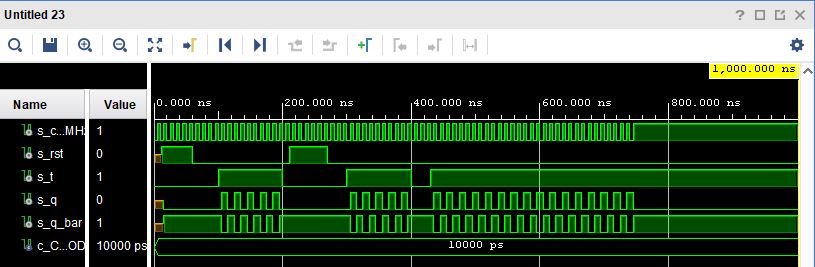 Untitled 23
1,000.000 ns
Name Value
0.000 ns 200.000 ns 400.000 ns 600.000 ns 800.000 ns
s_c...MHz 1
s_rst 0
s_t 1
s_q 0
s_q_bar 1
c_C...OD 10000 ps 10000 ps